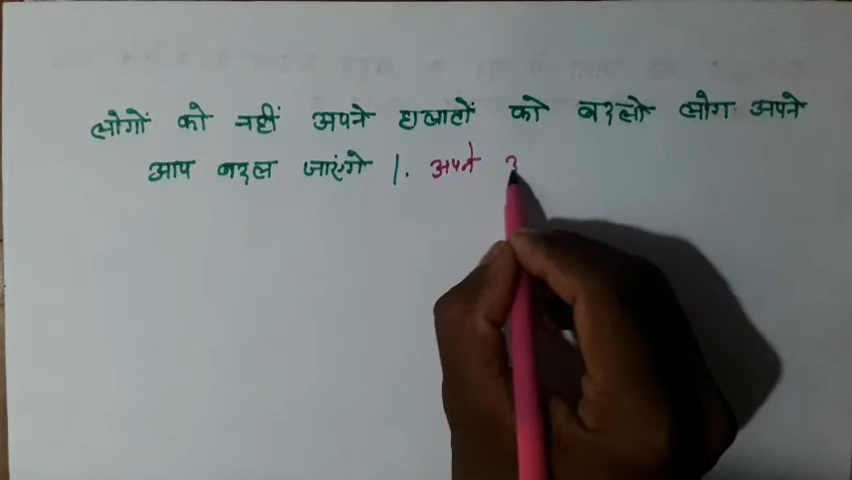 लोगों को नहीं अपने ख्यालों को बदलो लोग अपने
आप बदल जाएंगे |. अपने